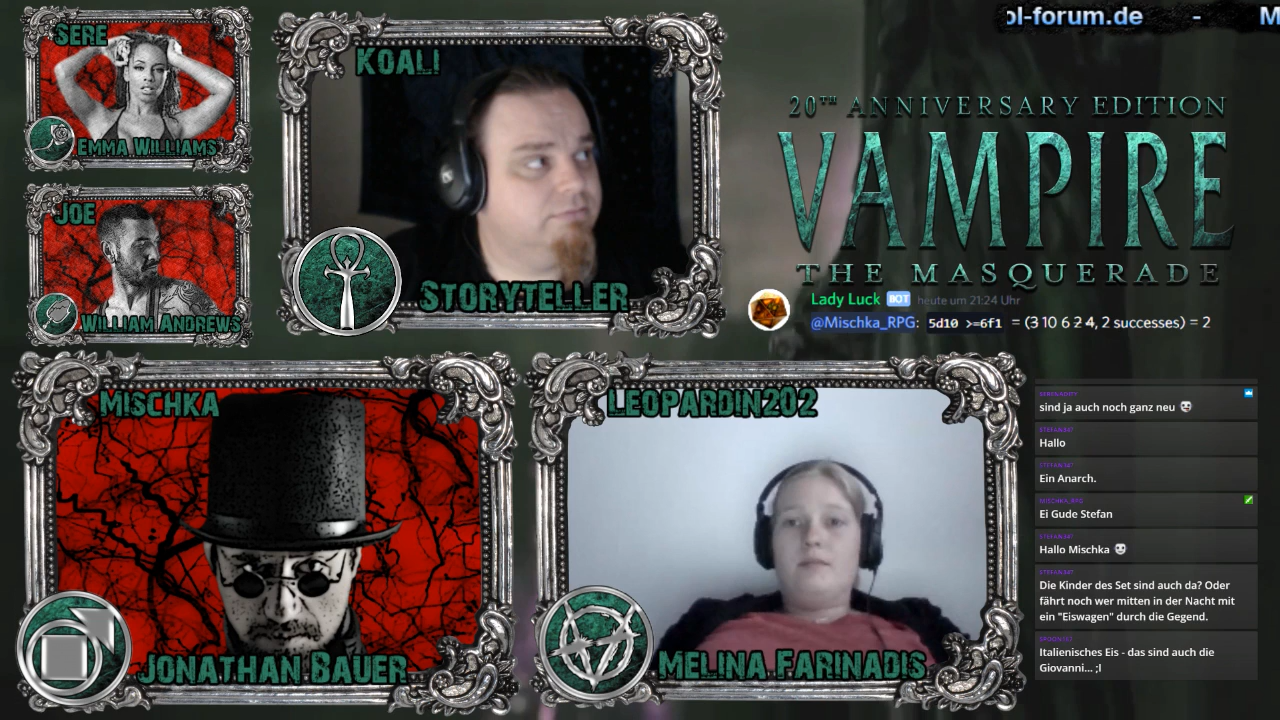 ol-forum.de - M
SERE
EMMA WILLIAMS
KOALI
STORYTELLER
20TH ANNIVERSARY EDITION
VAMPIRE
THE MASQUERADE
JOE
WILLIAM ANDREWS
Lady Luck BOT heute um 21:24 Uhr
@Mischka_RPG: 5d10 >=6f1 = (3 10 6 2 4, 2 successes) = 2
MISCHKA
JONATHAN BAUER
LEOPARDIN202
MELINA FARINADIS
sind ja auch noch ganz neu
Hallo
Ein Anarch.
MISCHKA_RPG
Ei Gude Stefan
Hallo Mischka
Die Kinder des Set sind auch da? Oder
fährt noch wer mitten in der Nacht mit
ein "Eiswagen" durch die Gegend.
Italienisches Eis - das sind auch die
Giovanni... ;l